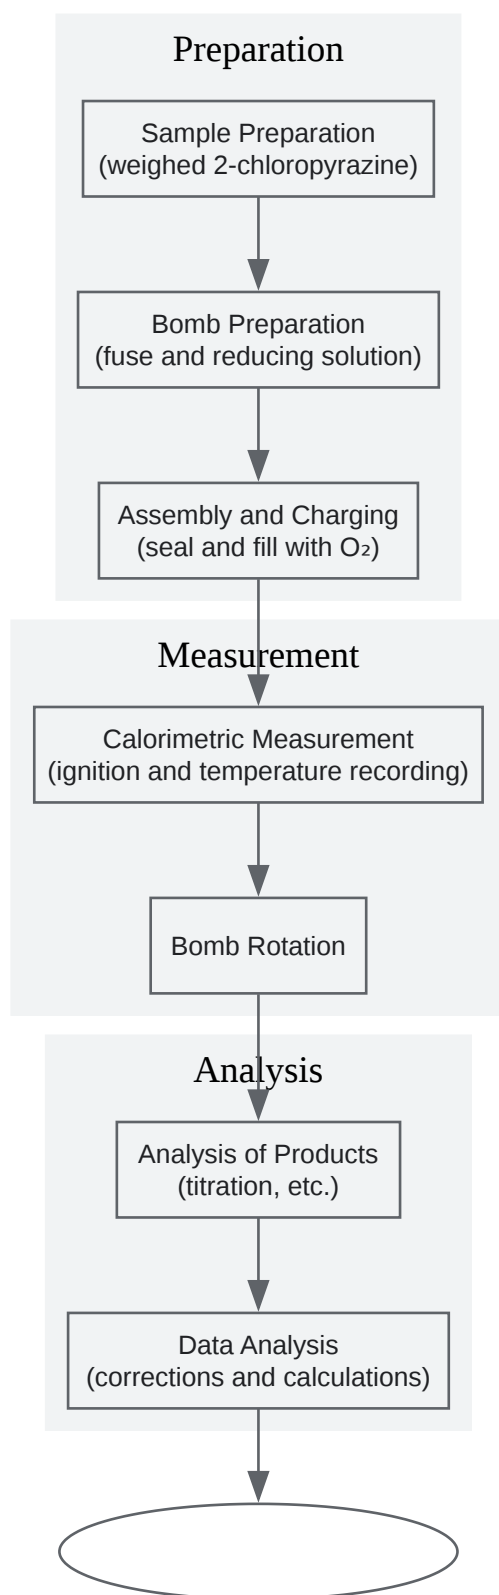 Preparation
Sample Preparation
(weighed 2-chloropyrazine)
Bomb Preparation
(fuse and reducing solution)
Assembly and Charging
(seal and fill with O₂)
Measurement
Calorimetric Measurement
(ignition and temperature recording)
Bomb Rotation
Analysis
Analysis of Products
(titration, etc.)
Data Analysis
(corrections and calculations)